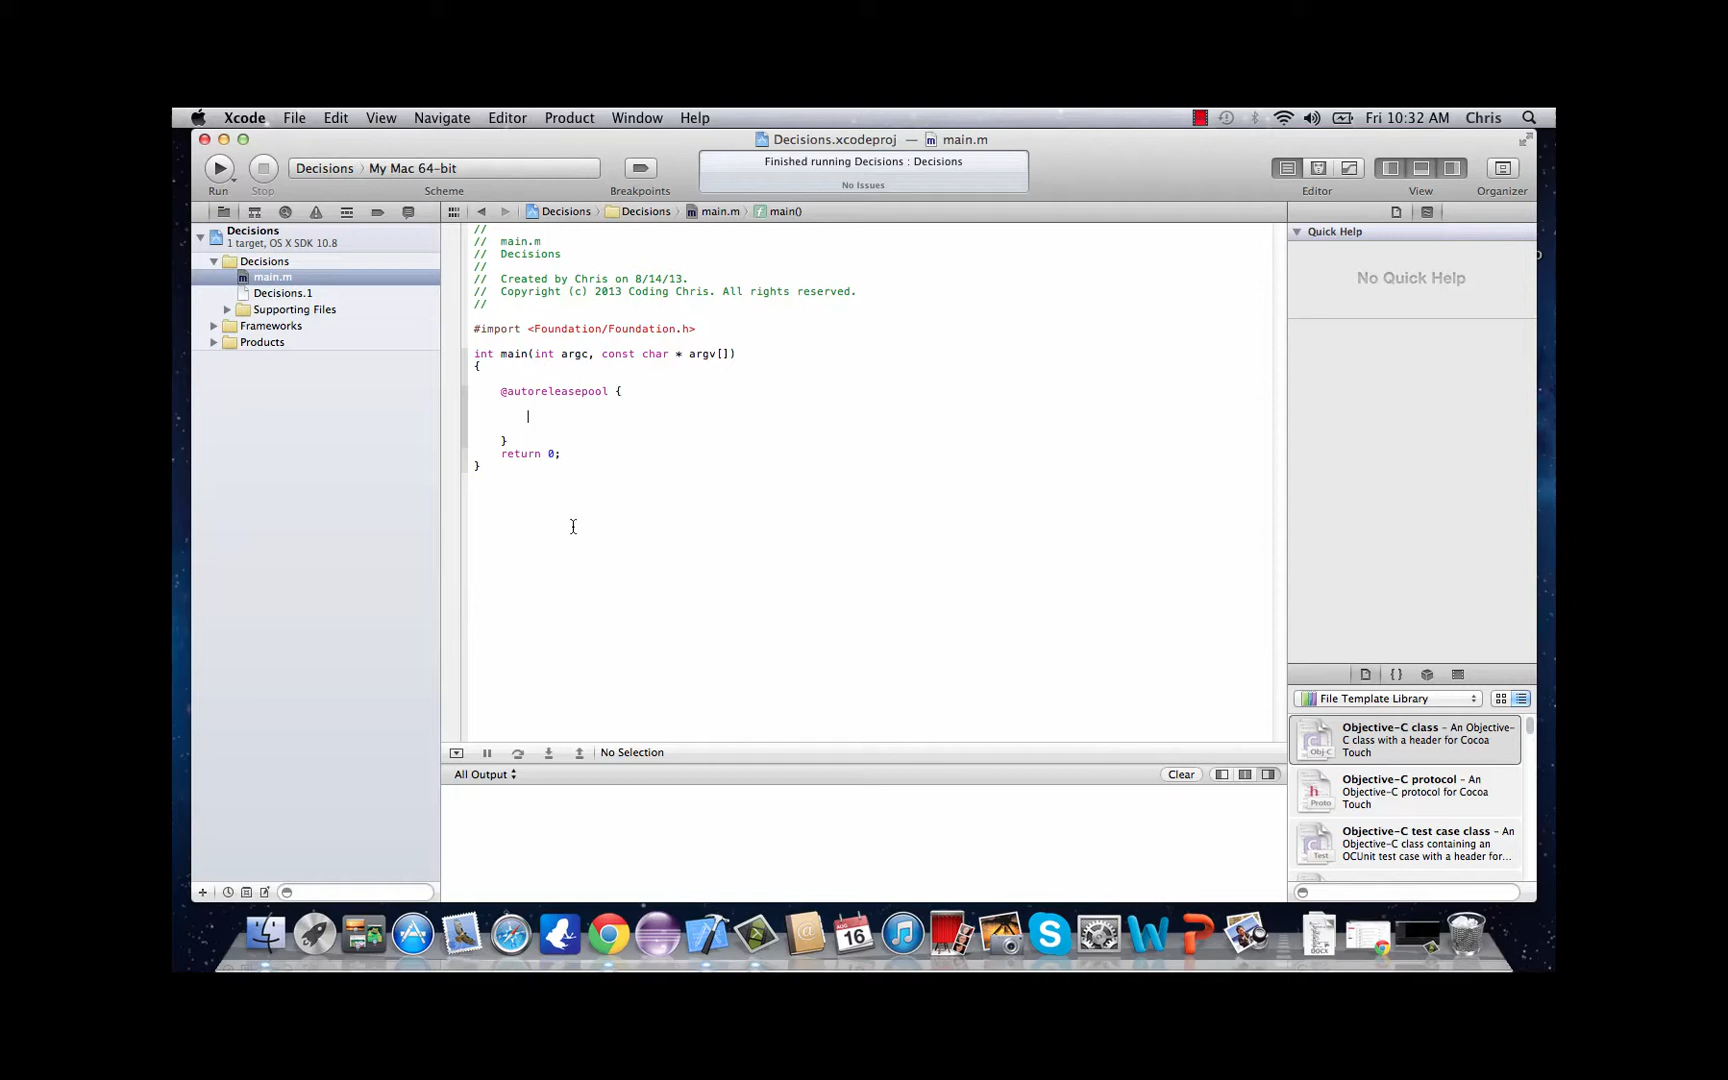 Xcode File Edit View Navigate Editor Product Window Help Fri 10:32 AM Chris
Decisions.xcodeproj — main.m
Run Stop Decisions My Mac 64-bit Scheme Breakpoints
Finished running Decisions : Decisions
No Issues
Editor View Organizer
Decisions
1 target, OS X SDK 10.8
Decisions
main.m
Decisions.1
Supporting Files
Frameworks
Products
Decisions Decisions main.m main()
//
// main.m
// Decisions
//
// Created by Chris on 8/14/13.
// Copyright (c) 2013 Coding Chris. All rights reserved.
//
#import <Foundation/Foundation.h>
int main(int argc, const char * argv[])
{
@autoreleasepool {
}
return 0;
}
No Selection
All Output Clear
Quick Help
No Quick Help
{}
File Template Library
Objective-C class - An Objective-
C class with a header for Cocoa
Touch
Objective-C protocol - An
Objective-C protocol for Cocoa
Touch
Objective-C test case class - An
Objective-C class containing an
OCUnit test case with a header for...
Obj-C
h
Proto
Test
AUG
16
DOCX